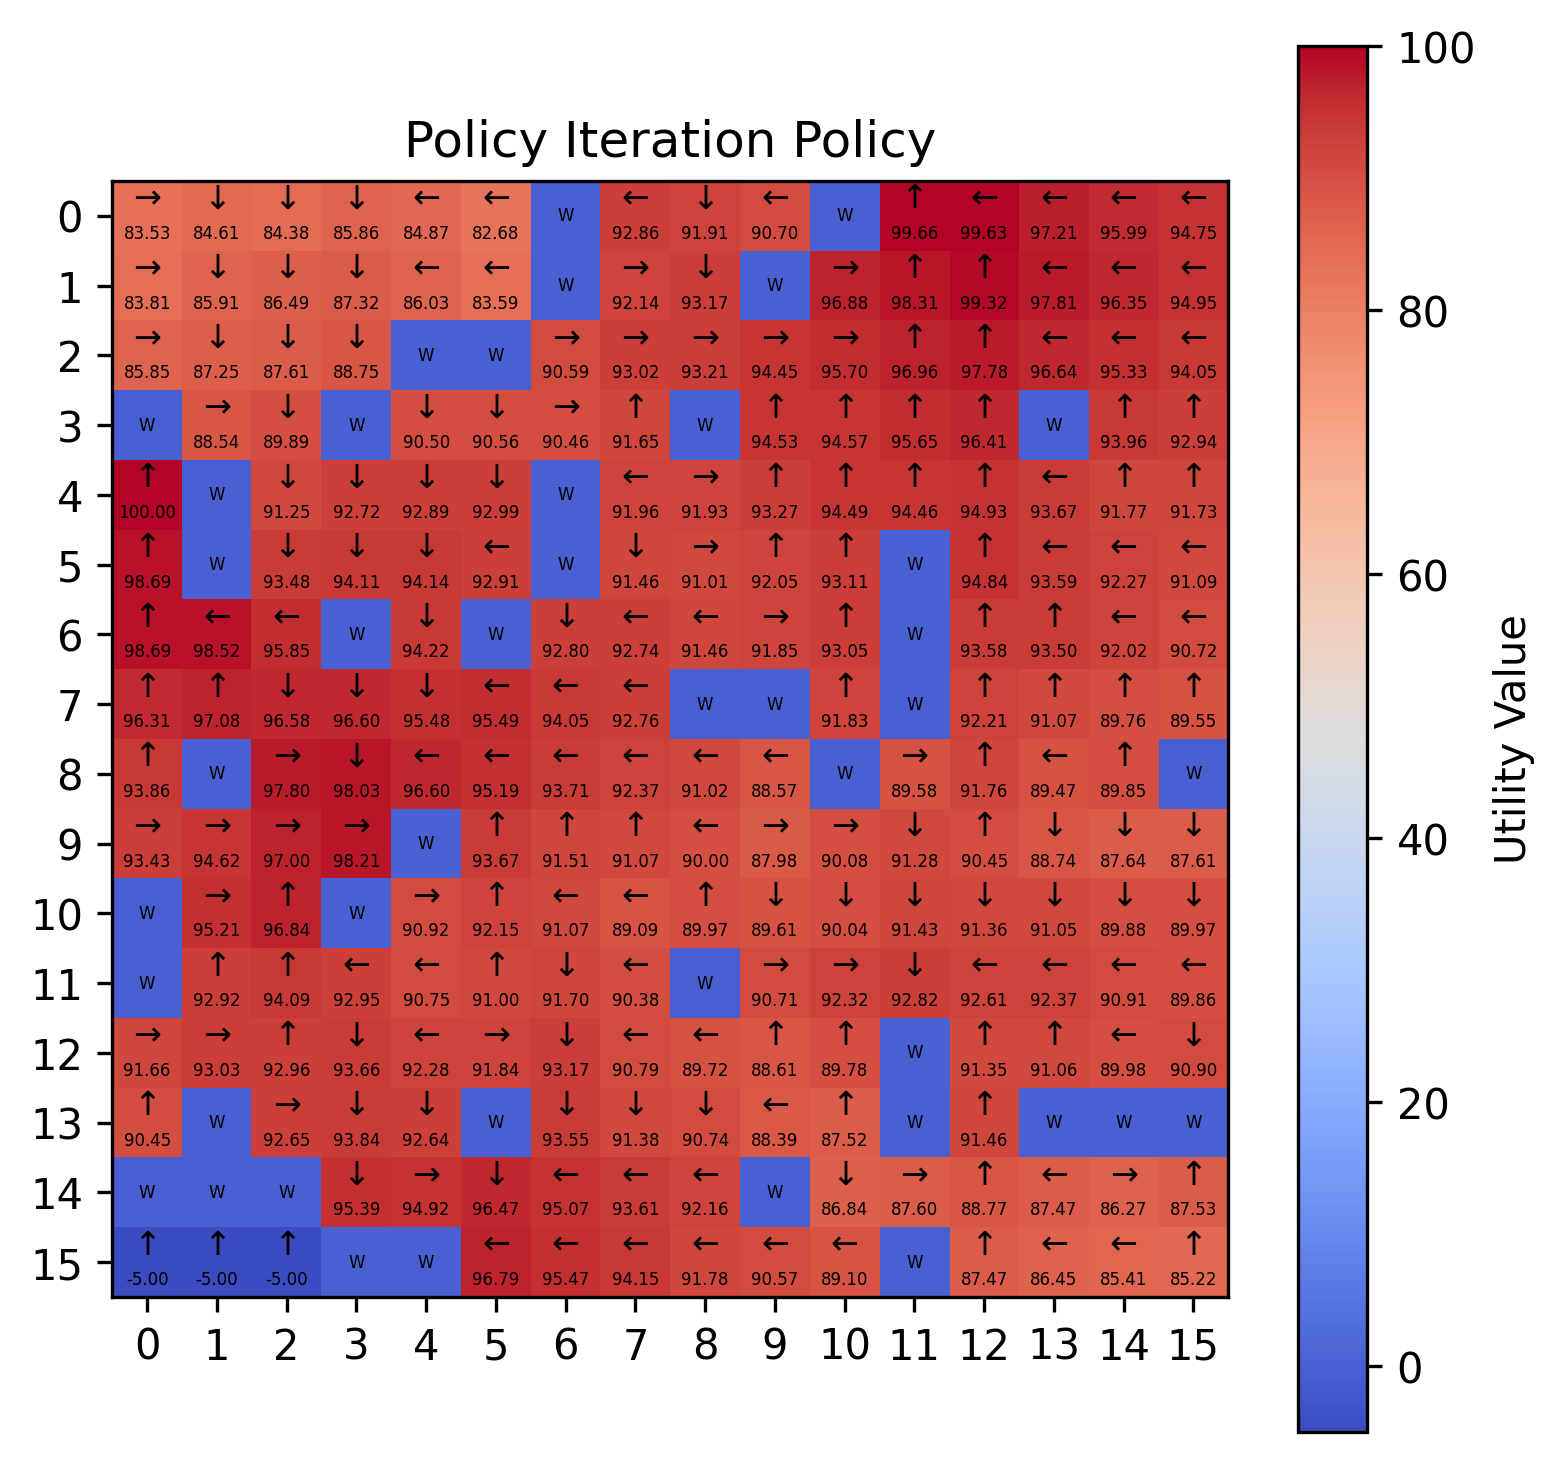 Policy Iteration Policy
0 → ↓ ↓ ↓ ← ← W ← ↓ ← W ↑ ← ← ← ←
83.53 84.61 84.38 85.86 84.87 82.68 92.86 91.91 90.70 99.66 99.63 97.21 95.99 94.75
1 → ↓ ↓ ↓ ← ← W → ↓ W → ↑ ↑ ← ← ←
83.81 85.91 86.49 87.32 86.03 83.59 92.14 93.17 96.88 98.31 99.32 97.81 96.35 94.95
2 → ↓ ↓ ↓ W W → → → → → ↑ ↑ ← ← ←
85.85 87.25 87.61 88.75 90.59 93.02 93.21 94.45 95.70 96.96 97.78 96.64 95.33 94.05
3 W → ↓ W ↓ ↓ → ↑ W ↑ ↑ ↑ ↑ W ↑ ↑
88.54 89.89 90.50 90.56 90.46 91.65 94.53 94.57 95.65 96.41 93.96 92.94
4 ↑ W ↓ ↓ ↓ ↓ W ← → ↑ ↑ ↑ ↑ ← ↑ ↑
100.00 91.25 92.72 92.89 92.99 91.96 91.93 93.27 94.49 94.46 94.93 93.67 91.77 91.73
5 ↑ W ↓ ↓ ↓ ← W ↓ → ↑ ↑ W ↑ ← ← ←
98.69 93.48 94.11 94.14 92.91 91.46 91.01 92.05 93.11 94.84 93.59 92.27 91.09
6 ↑ ← ← W ↓ W ↓ ← ← → ↑ W ↑ ↑ ← ←
98.69 98.52 95.85 94.22 92.80 92.74 91.46 91.85 93.05 93.58 93.50 92.02 90.72
7 ↑ ↑ ↓ ↓ ↓ ← ← ← W W ↑ W ↑ ↑ ↑ ↑
96.31 97.08 96.58 96.60 95.48 95.49 94.05 92.76 91.83 92.21 91.07 89.76 89.55
8 ↑ W → ↓ ← ← ← ← ← ← W → ↑ ← ↑ W
93.86 97.80 98.03 96.60 95.19 93.71 92.37 91.02 88.57 89.58 91.76 89.47 89.85
9 → → → → W ↑ ↑ ↑ ← → → ↓ ↑ ↓ ↓ ↓
93.43 94.62 97.00 98.21 93.67 91.51 91.07 90.00 87.98 90.08 91.28 90.45 88.74 87.64 87.61
10 W → ↑ W → ↑ ← ← ↑ ↓ ↓ ↓ ↓ ↓ ↓ ↓
95.21 96.84 90.92 92.15 91.07 89.09 89.97 89.61 90.04 91.43 91.36 91.05 89.88 89.97
11 W ↑ ↑ ← ← ↑ ↓ ← W → → ↓ ← ← ← ←
92.92 94.09 92.95 90.75 91.00 91.70 90.38 90.71 92.32 92.82 92.61 92.37 90.91 89.86
12 → → ↑ ↓ ← → ↓ ← ← ↑ ↑ W ↑ ↑ ← ↓
91.66 93.03 92.96 93.66 92.28 91.84 93.17 90.79 89.72 88.61 89.78 91.35 91.06 89.98 90.90
13 ↑ W → ↓ ↓ W ↓ ↓ ↓ ← ↑ W ↑ W W W
90.45 92.65 93.84 92.64 93.55 91.38 90.74 88.39 87.52 91.46
14 W W W ↓ → ↓ ← ← ← W ↓ → ↑ ← → ↑
95.39 94.92 96.47 95.07 93.61 92.16 86.84 87.60 88.77 87.47 86.27 87.53
15 ↑ ↑ ↑ W W ← ← ← ← ← ← W ↑ ← ← ↑
-5.00 -5.00 -5.00 96.79 95.47 94.15 91.78 90.57 89.10 87.47 86.45 85.41 85.22
0 1 2 3 4 5 6 7 8 9 10 11 12 13 14 15
100
80
60
40
20
0
Utility Value